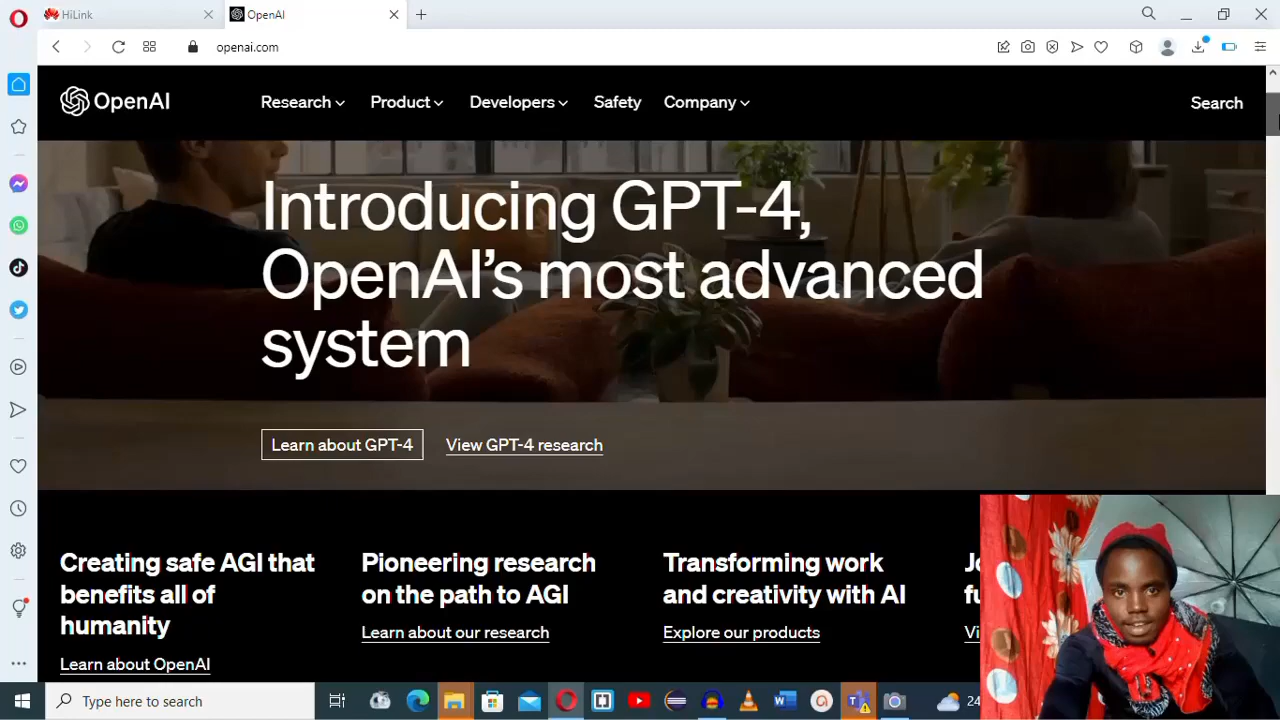 HiLink
OpenAI
openai.com
OpenAI
Research
Product
Developers
Safety
Company
Search
Introducing GPT-4,
OpenAI's most advanced
system
Learn about GPT-4
View GPT-4 research
Creating safe AGI that
benefits all of
humanity
Learn about OpenAI
Pioneering research
on the path to AGI
Learn about our research
Transforming work
and creativity with AI
Explore our products
Type here to search